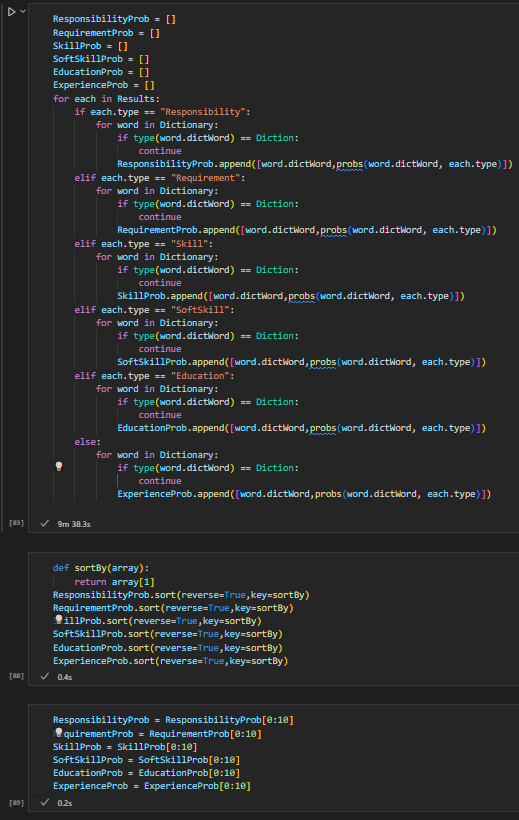 ResponsibilityProb = []
RequirementProb = []
SkillProb = []
SoftSkillProb = []
EducationProb = []
ExperienceProb = []
for each in Results:
    if each.type == "Responsibility":
        for word in Dictionary:
            if type(word.dictWord) == Diction:
                continue
            ResponsibilityProb.append([word.dictWord,probs(word.dictWord, each.type)])
    elif each.type == "Requirement":
        for word in Dictionary:
            if type(word.dictWord) == Diction:
                continue
            RequirementProb.append([word.dictWord,probs(word.dictWord, each.type)])
    elif each.type == "Skill":
        for word in Dictionary:
            if type(word.dictWord) == Diction:
                continue
            SkillProb.append([word.dictWord,probs(word.dictWord, each.type)])
    elif each.type == "SoftSkill":
        for word in Dictionary:
            if type(word.dictWord) == Diction:
                continue
            SoftSkillProb.append([word.dictWord,probs(word.dictWord, each.type)])
    elif each.type == "Education":
        for word in Dictionary:
            if type(word.dictWord) == Diction:
                continue
            EducationProb.append([word.dictWord,probs(word.dictWord, each.type)])
    else:
        for word in Dictionary:
            if type(word.dictWord) == Diction:
                continue
            ExperienceProb.append([word.dictWord,probs(word.dictWord, each.type)])
[83] 9m 38.3s
def sortBy(array):
    return array[1]
ResponsibilityProb.sort(reverse=True,key=sortBy)
RequirementProb.sort(reverse=True,key=sortBy)
illProb.sort(reverse=True,key=sortBy)
SoftSkillProb.sort(reverse=True,key=sortBy)
EducationProb.sort(reverse=True,key=sortBy)
ExperienceProb.sort(reverse=True,key=sortBy)
[88] 0.4s
ResponsibilityProb = ResponsibilityProb[0:10]
quirementProb = RequirementProb[0:10]
SkillProb = SkillProb[0:10]
SoftSkillProb = SoftSkillProb[0:10]
EducationProb = EducationProb[0:10]
ExperienceProb = ExperienceProb[0:10]
[89] 0.2s